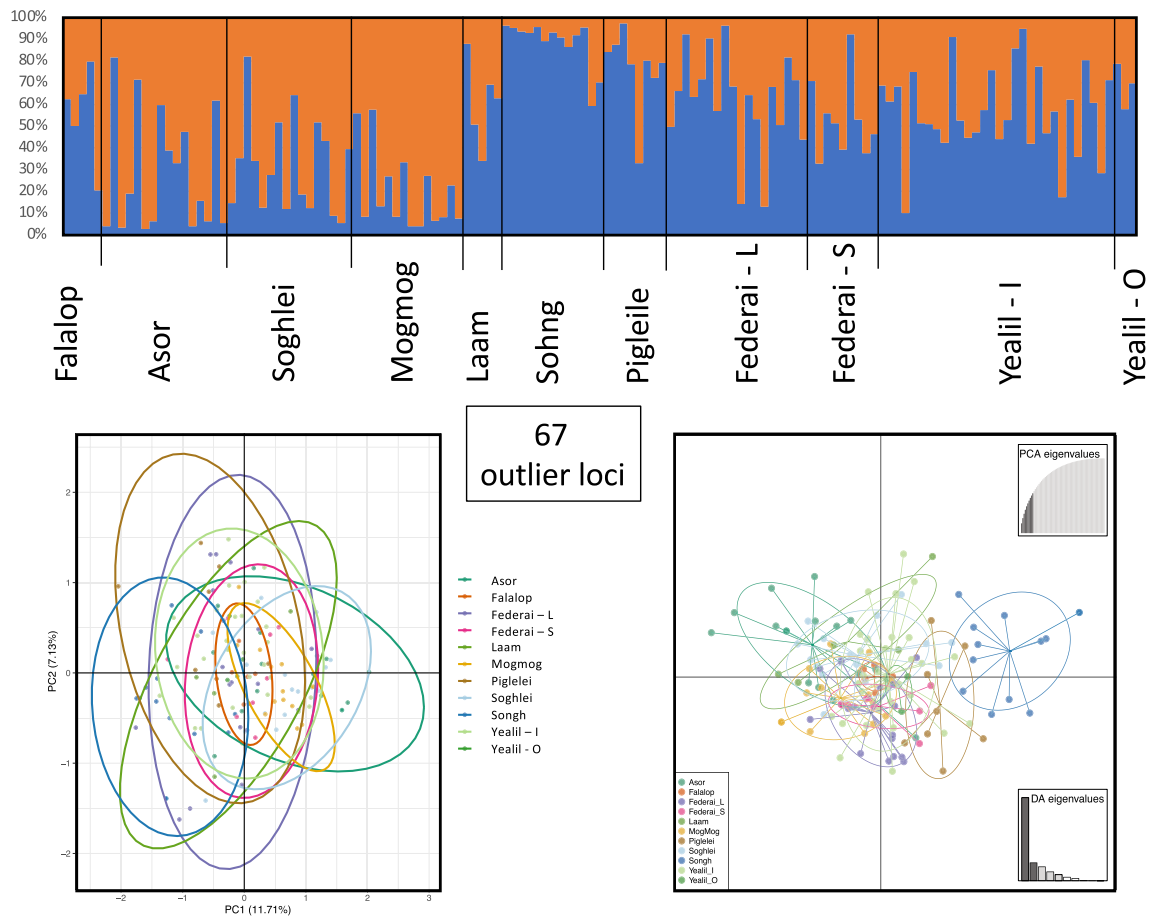 100%
90%
80%
70%
60%
50%
40%
30%
20%
10%
0%
Falalop
Asor
Soghlei
Mogmog
Laam
Sohng
Pigleile
Federai - L
Federai - S
Yealil - I
Yealil - O
67
outlier loci
PC2 (7.13%)
2
1
0
−1
−2
−2
−1
0
1
2
3
PC1 (11.71%)
Asor
Falalop
Federai – L
Federai – S
Laam
Mogmog
Piglelei
Soghlei
Songh
Yealil – I
Yealil - O
PCA eigenvalues
Asor
Falalop
Federai_L
Federai_S
Laam
MogMog
Piglelei
Soghlei
Songh
Yealil_I
Yealil_O
DA eigenvalues